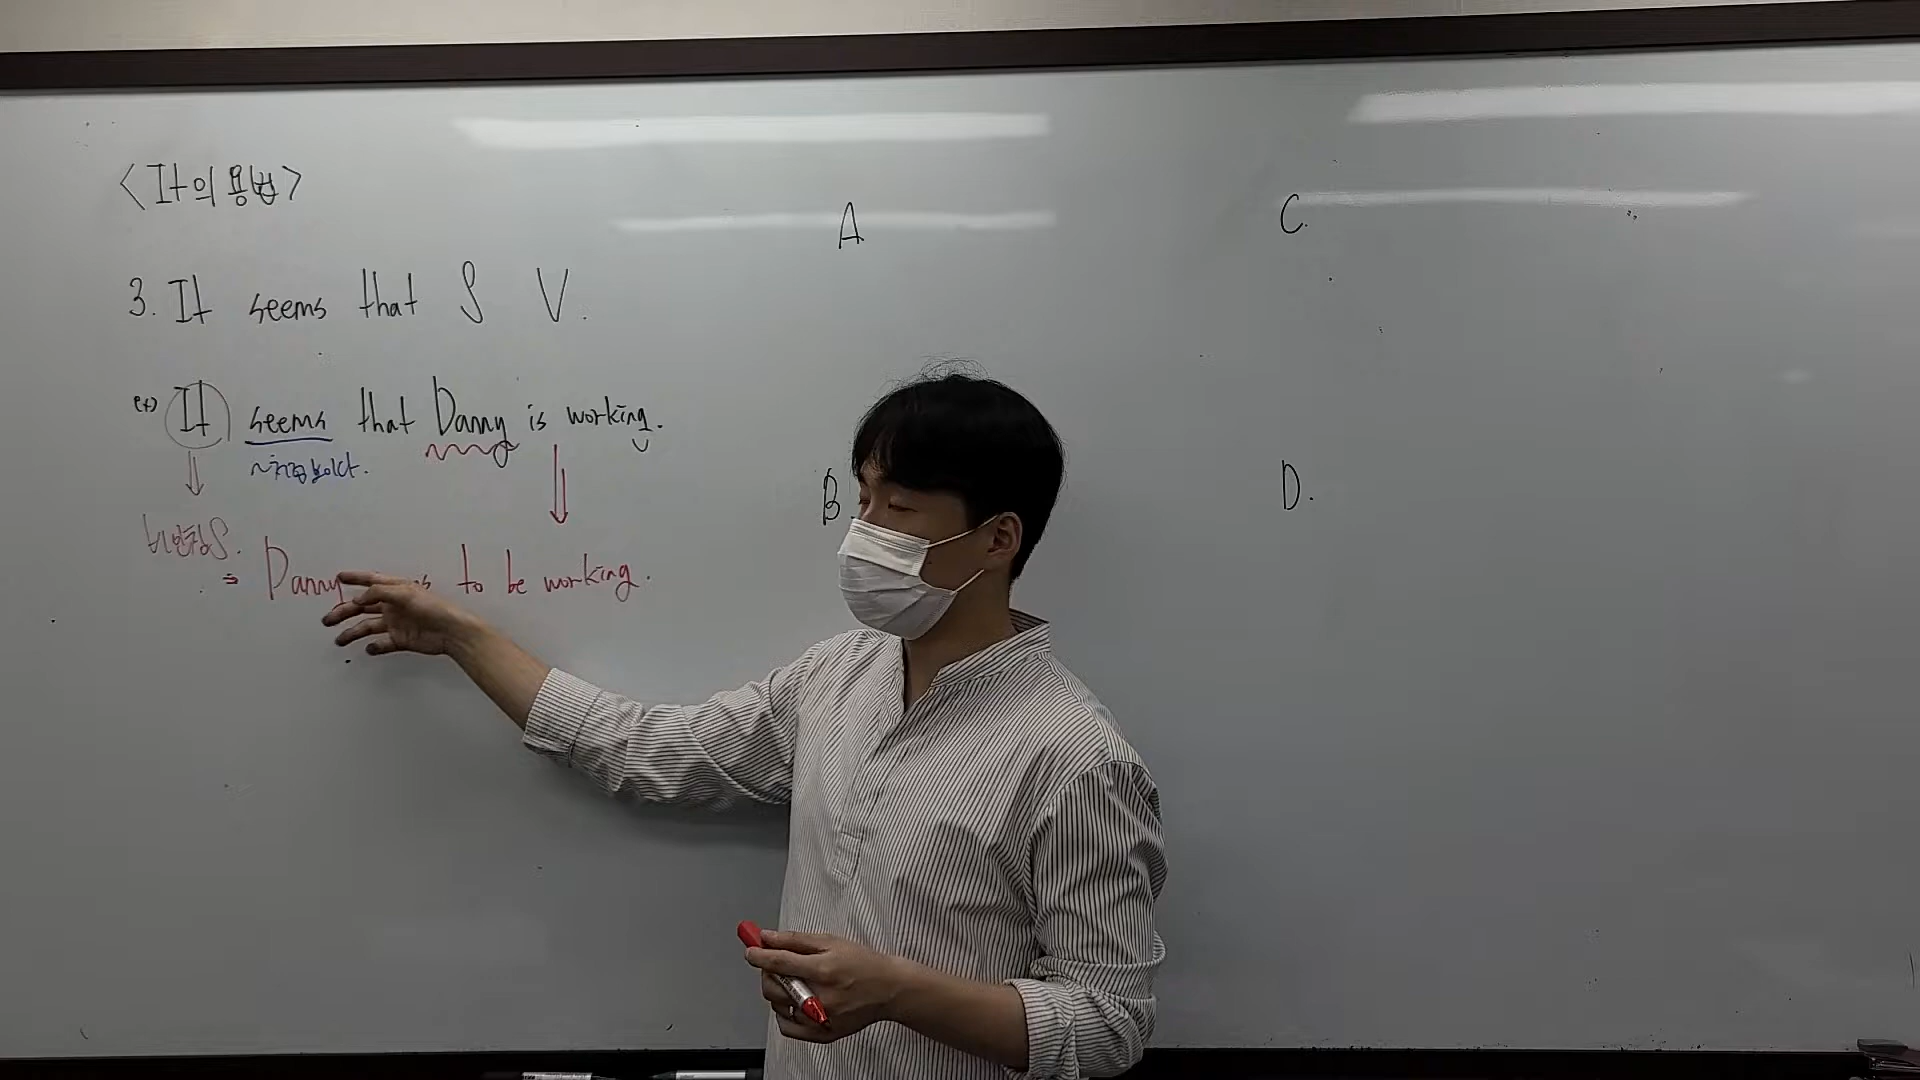 <It의 용법>
3. It seems that S V.
ex) It seems that Danny is working.
~처럼 보이다.
비인칭S.
⇒ Danny to be working.
A
B.
C.
D.